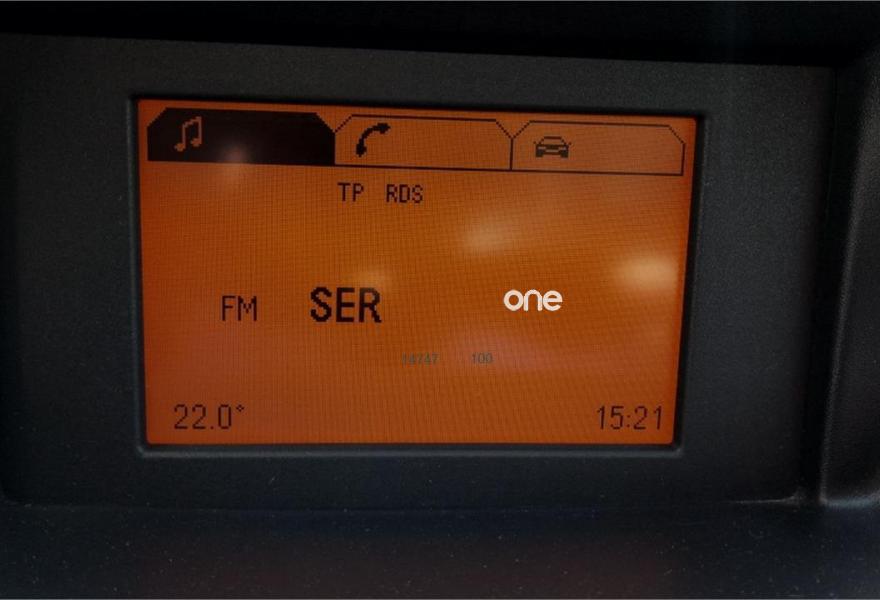 TP RDS
FM SER one
14747 100
22.0° 15:21